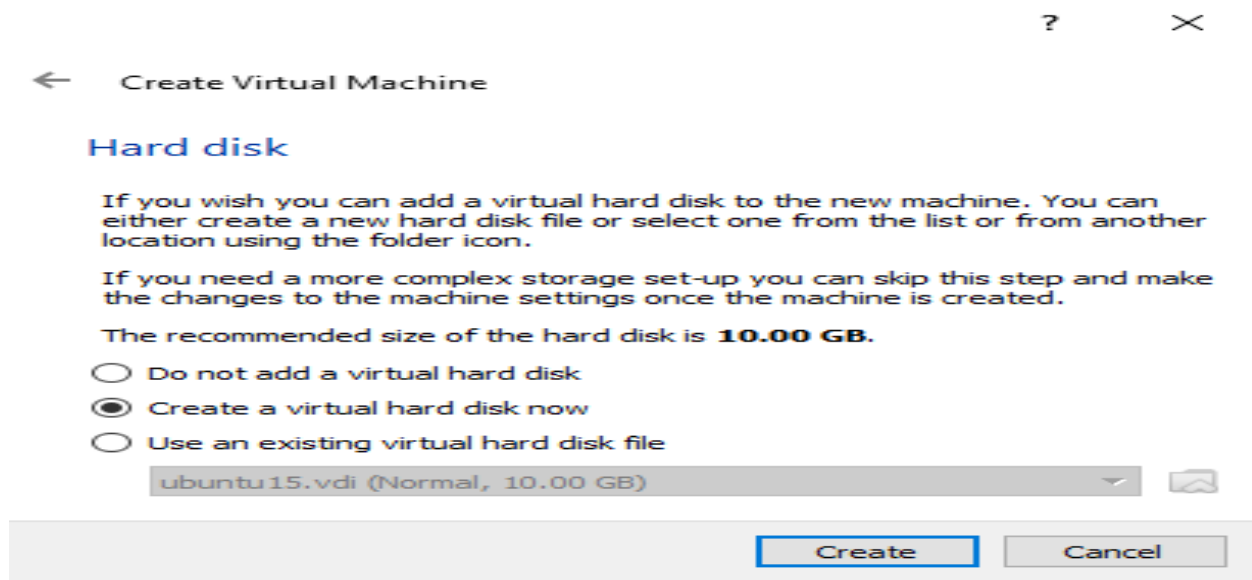 ?
Create Virtual Machine
Hard disk
If you wish you can add a virtual hard disk to the new machine. You can
either create a new hard disk file or select one from the list or from another
location using the folder icon.
If you need a more complex storage set-up you can skip this step and make
the changes to the machine settings once the machine is created.
The recommended size of the hard disk is 10.00 GB.
Do not add a virtual hard disk
Create a virtual hard disk now
Use an existing virtual hard disk file
ubuntu15.vdi (Normal, 10.00 GB)
Create Cancel